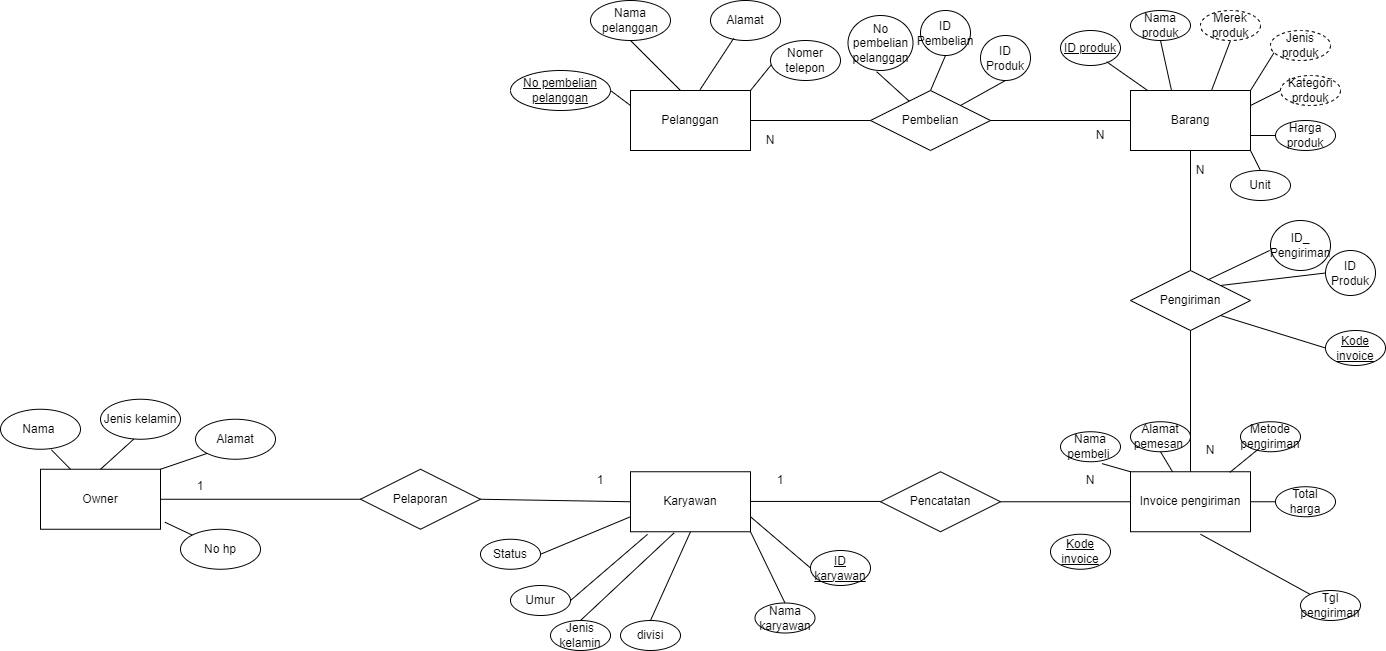 Nama
pelanggan
Alamat
Nomer
telepon
No pembelian
pelanggan
Pelanggan
N
No
pembelian
pelanggan
ID
Pembelian
ID
Produk
Pembelian
N
ID produk
Nama
produk
Merek
produk
Jenis
produk
Kategori
prdouk
Harga
produk
Unit
Barang
N
ID_
Pengiriman
ID
Produk
Pengiriman
Kode
invoice
N
Nama
Jenis kelamin
Alamat
Owner
No hp
1
Pelaporan
1
Karyawan
Status
Umur
Jenis
kelamin
divisi
Nama
karyawan
ID
karyawan
1
Pencatatan
N
Nama
pembeli
Alamat
pemesan
Metode
pengiriman
Invoice pengiriman
Total
harga
Kode
invoice
Tgl
pengiriman